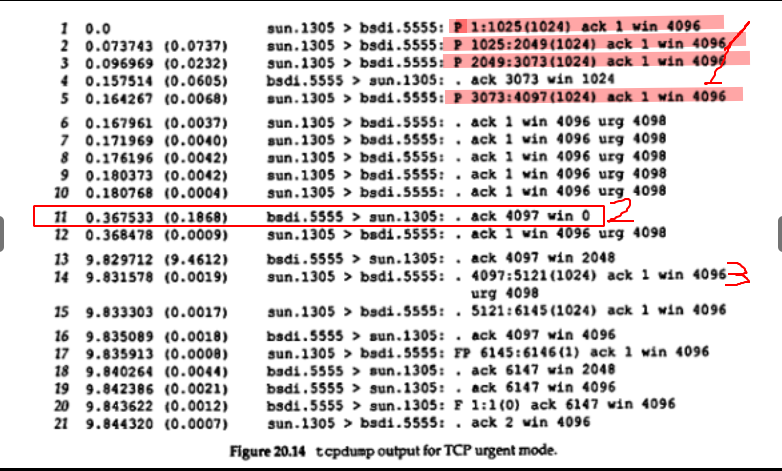 1 0.0 sun.1305 > bsdi.5555: P 1:1025(1024) ack 1 win 4096
2 0.073743 (0.0737) sun.1305 > bsdi.5555: P 1025:2049(1024) ack 1 win 4096
3 0.096969 (0.0232) sun.1305 > bsdi.5555: P 2049:3073(1024) ack 1 win 4096
1
4 0.157514 (0.0605) bsdi.5555 > sun.1305: . ack 3073 win 1024
5 0.164267 (0.0068) sun.1305 > bsdi.5555: P 3073:4097(1024) ack 1 win 4096
6 0.167961 (0.0037) sun.1305 > bsdi.5555: . ack 1 win 4096 urg 4098
7 0.171969 (0.0040) sun.1305 > bsdi.5555: . ack 1 win 4096 urg 4098
8 0.176196 (0.0042) sun.1305 > bsdi.5555: . ack 1 win 4096 urg 4098
9 0.180373 (0.0042) sun.1305 > bsdi.5555: . ack 1 win 4096 urg 4098
10 0.180768 (0.0004) sun.1305 > bsdi.5555: . ack 1 win 4096 urg 4098
11 0.367533 (0.1868) bsdi.5555 > sun.1305: . ack 4097 win 0 2
12 0.368478 (0.0009) sun.1305 > bsdi.5555: . ack 1 win 4096 urg 4098
13 9.829712 (9.4612) bsdi.5555 > sun.1305: . ack 4097 win 2048
14 9.831578 (0.0019) sun.1305 > bsdi.5555: . 4097:5121(1024) ack 1 win 4096 3
urg 4098
15 9.833303 (0.0017) sun.1305 > bsdi.5555: . 5121:6145(1024) ack 1 win 4096
16 9.835089 (0.0018) bsdi.5555 > sun.1305: . ack 4097 win 4096
17 9.835913 (0.0008) sun.1305 > bsdi.5555: FP 6145:6146(1) ack 1 win 4096
18 9.840264 (0.0044) bsdi.5555 > sun.1305: . ack 6147 win 2048
19 9.842386 (0.0021) bsdi.5555 > sun.1305: . ack 6147 win 4096
20 9.843622 (0.0012) bsdi.5555 > sun.1305: F 1:1(0) ack 6147 win 4096
21 9.844320 (0.0007) sun.1305 > bsdi.5555: . ack 2 win 4096
Figure 20.14 tcpdump output for TCP urgent mode.